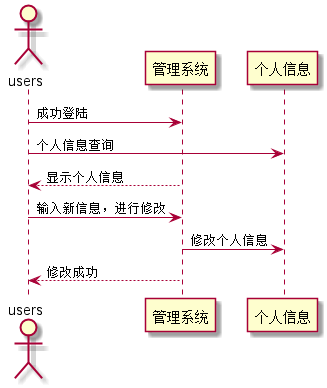 users
管理系统
个人信息
成功登陆
个人信息查询
显示个人信息
输入新信息，进行修改
修改个人信息
修改成功
users
管理系统
个人信息